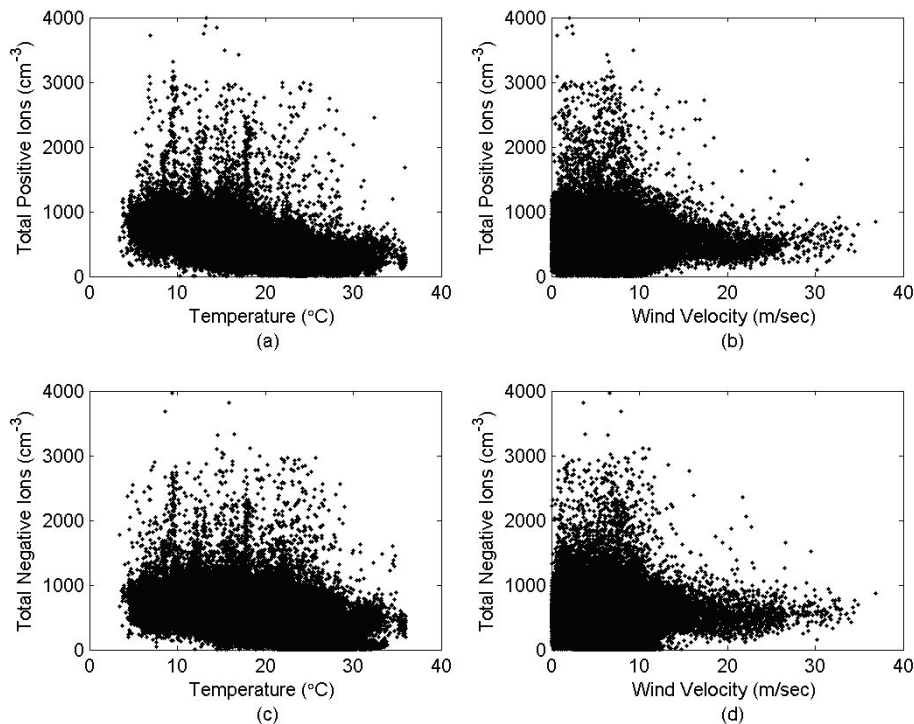 4000
3000
2000
1000
0
Total Positive Ions (cm⁻³)
0 10 20 30 40
Temperature (°C)
(a)
4000
3000
2000
1000
0
Total Positive Ions (cm⁻³)
0 10 20 30 40
Wind Velocity (m/sec)
(b)
4000
3000
2000
1000
0
Total Negative Ions (cm⁻³)
0 10 20 30 40
Temperature (°C)
(c)
4000
3000
2000
1000
0
Total Negative Ions (cm⁻³)
0 10 20 30 40
Wind Velocity (m/sec)
(d)